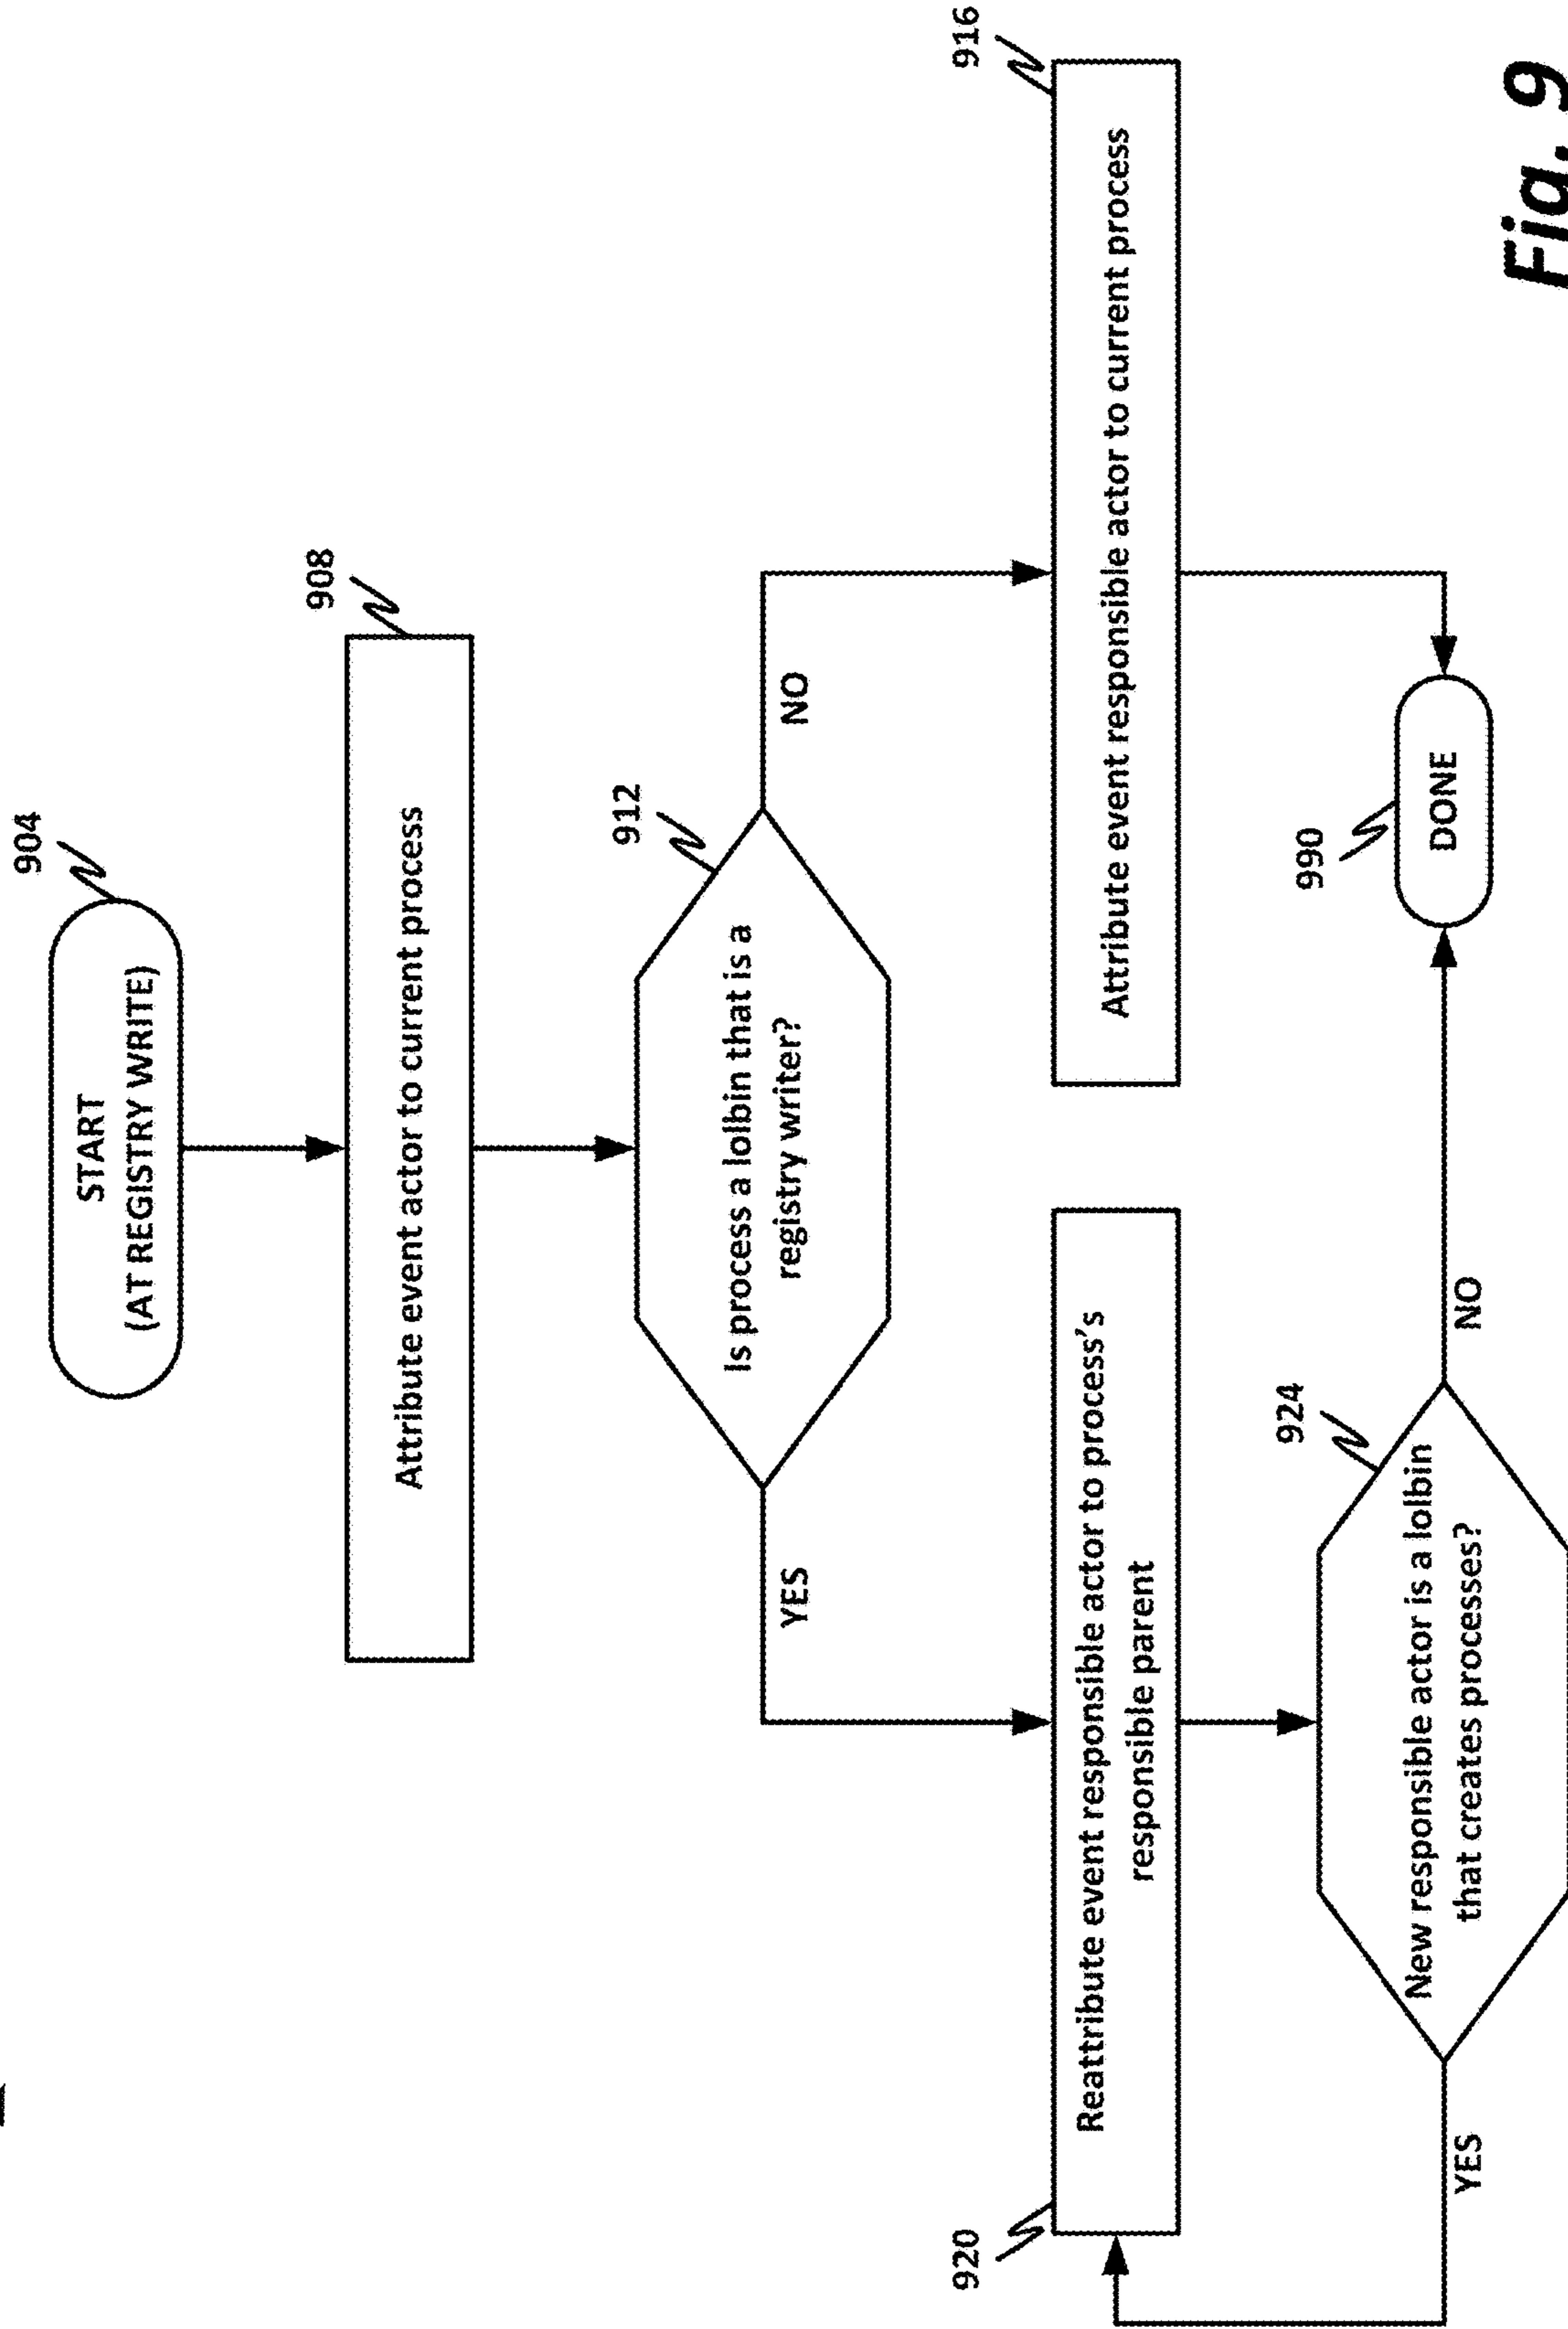 904
START
(AT REGISTRY WRITE)
908
Attribute event actor to current process
912
Is process a lolbin that is a
registry writer?
YES
NO
920
Reattribute event responsible actor to process's
responsible parent
916
Attribute event responsible actor to current process
924
New responsible actor is a lolbin
that creates processes?
YES
NO
990
DONE
Fig. 9